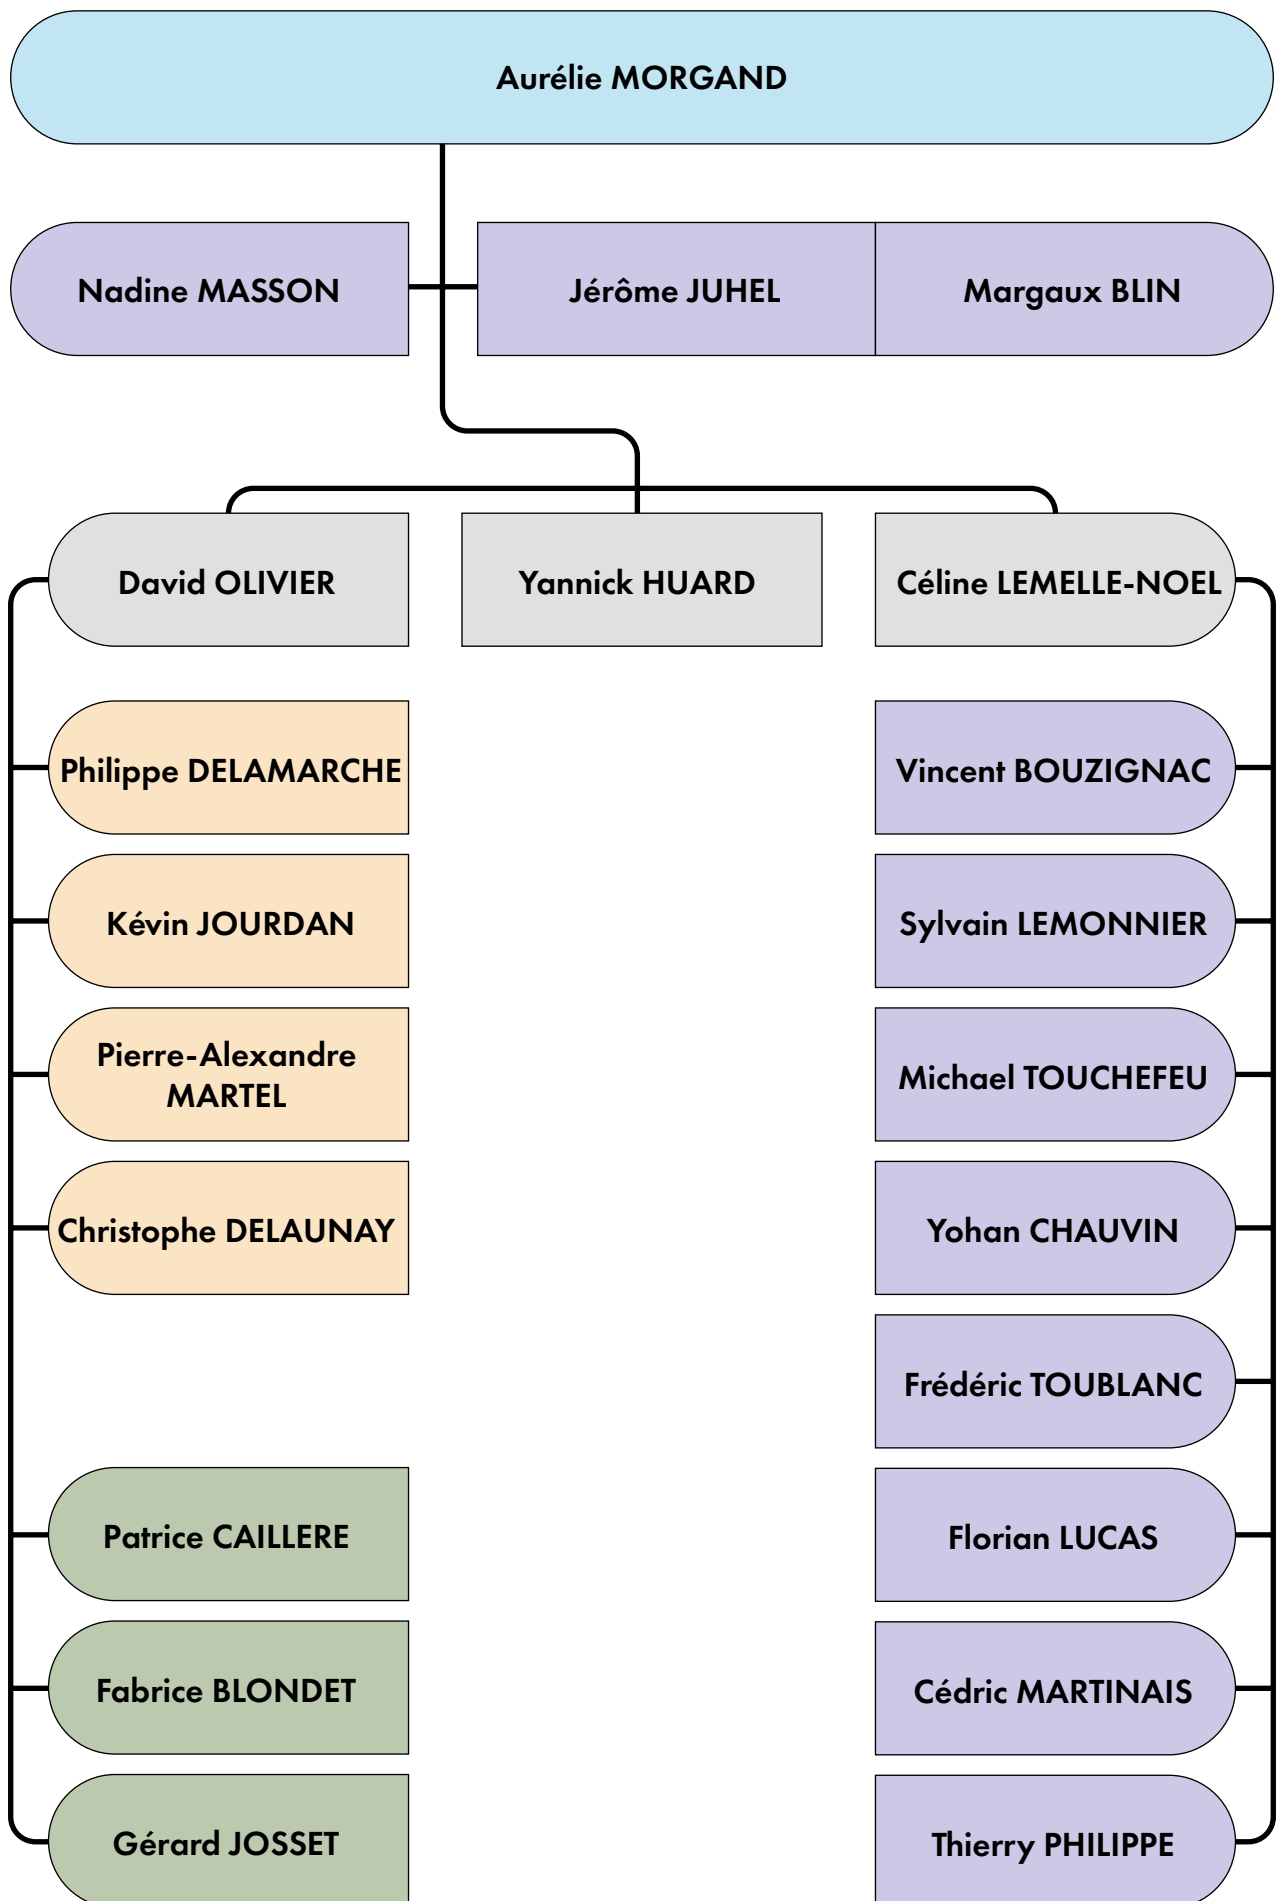 Aurélie MORGAND
Nadine MASSON
Jérôme JUHEL
Margaux BLIN
David OLIVIER
Yannick HUARD
Céline LEMELLE-NOEL
Philippe DELAMARCHE
Vincent BOUZIGNAC
Kévin JOURDAN
Sylvain LEMONNIER
Pierre-Alexandre
MARTEL
Michael TOUCHEFEU
Christophe DELAUNAY
Yohan CHAUVIN
Frédéric TOUBLANC
Patrice CAILLERE
Florian LUCAS
Fabrice BLONDET
Cédric MARTINAIS
Gérard JOSSET
Thierry PHILIPPE